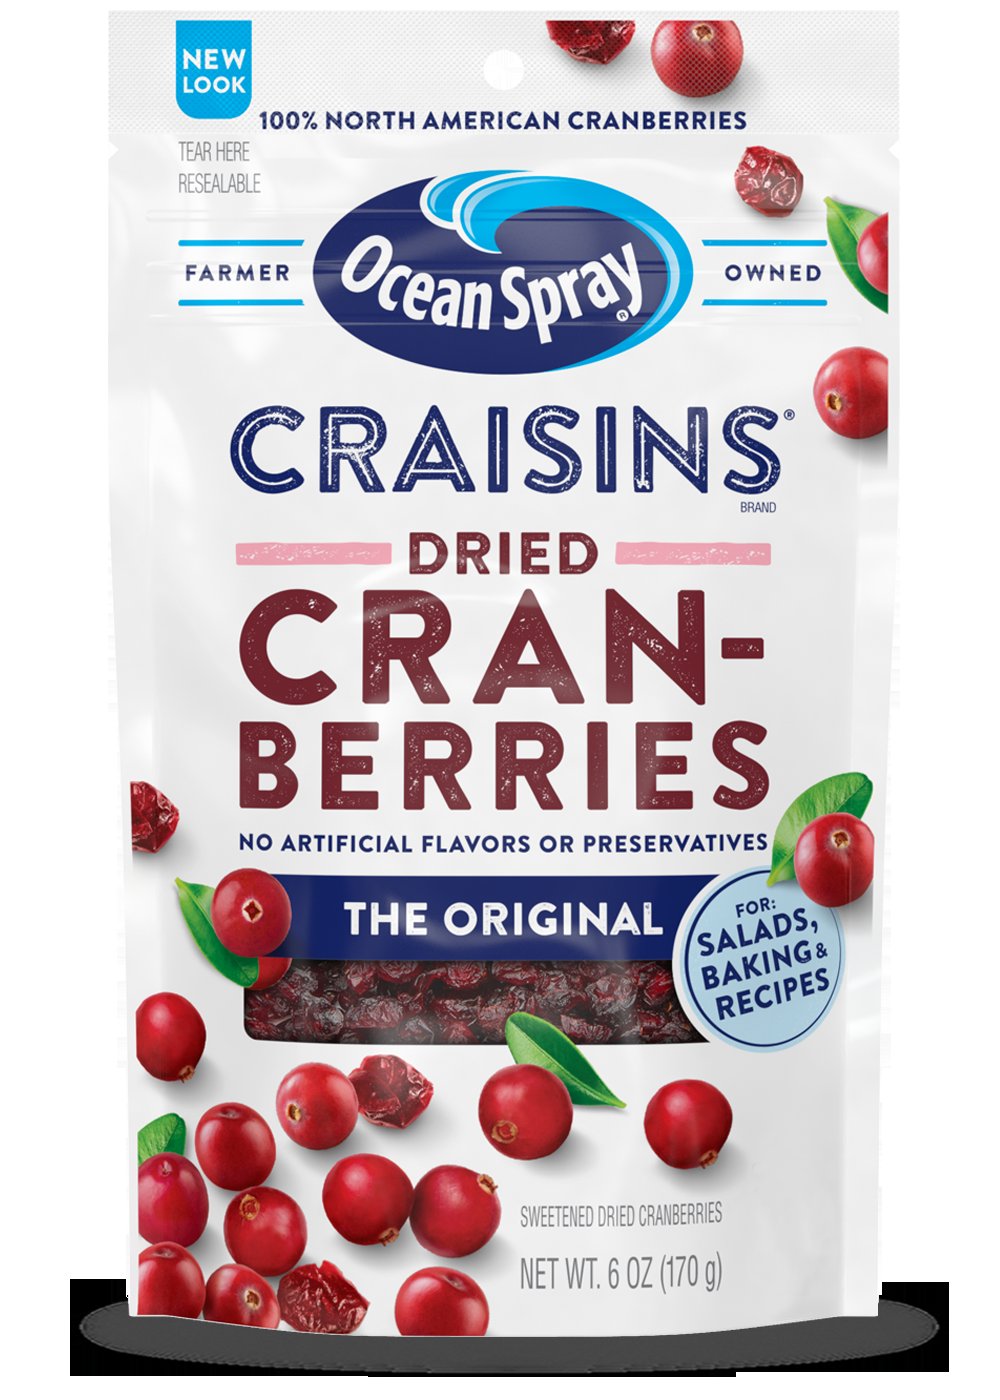 NEW
LOOK
100% NORTH AMERICAN CRANBERRIES
TEAR HERE
RESEALABLE
FARMER
Ocean Spray®
OWNED
CRAISINS®
BRAND
DRIED
CRAN-
BERRIES
NO ARTIFICIAL FLAVORS OR PRESERVATIVES
THE ORIGINAL
FOR:
SALADS,
BAKING &
RECIPES
SWEETENED DRIED CRANBERRIES
NET WT. 6 OZ (170 g)